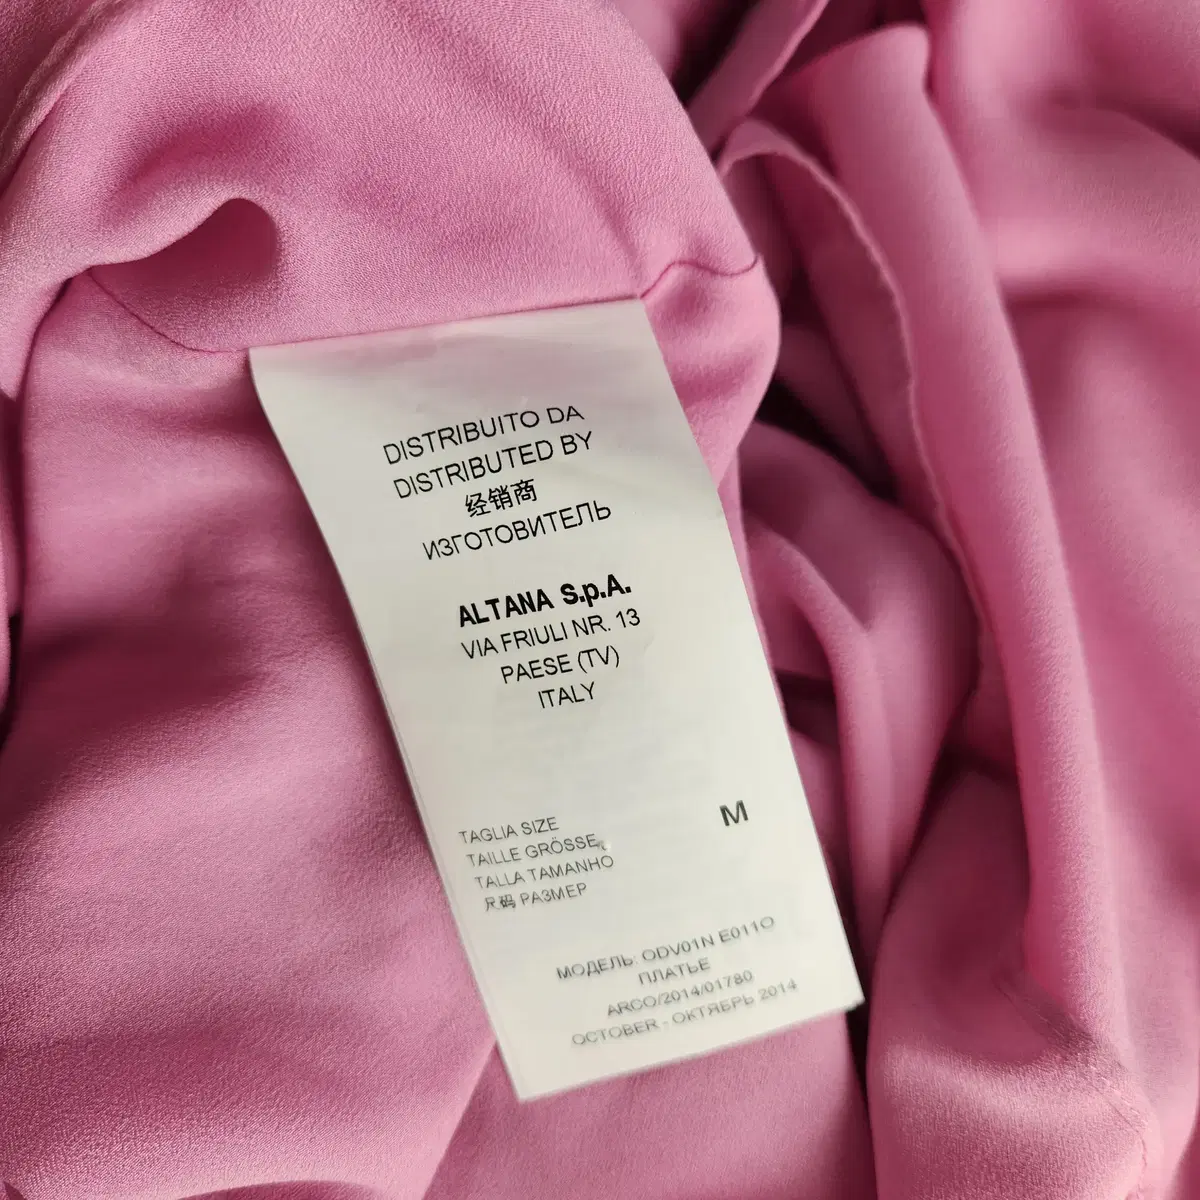 DISTRIBUITO DA
DISTRIBUTED BY
经销商
ИЗГОТОВИТЕЛЬ
ALTANA S.p.A.
VIA FRIULI NR. 13
PAESE (TV)
ITALY
TAGLIA SIZE
TAILLE GRÖSSE
TALLA TAMANHO
尺码 РАЗМЕР
M
МОДЕЛЬ: ODV01N E011O
ПЛАТЬЕ
ARCO/2014/01780
OCTOBER - ОКТЯБРЬ 2014